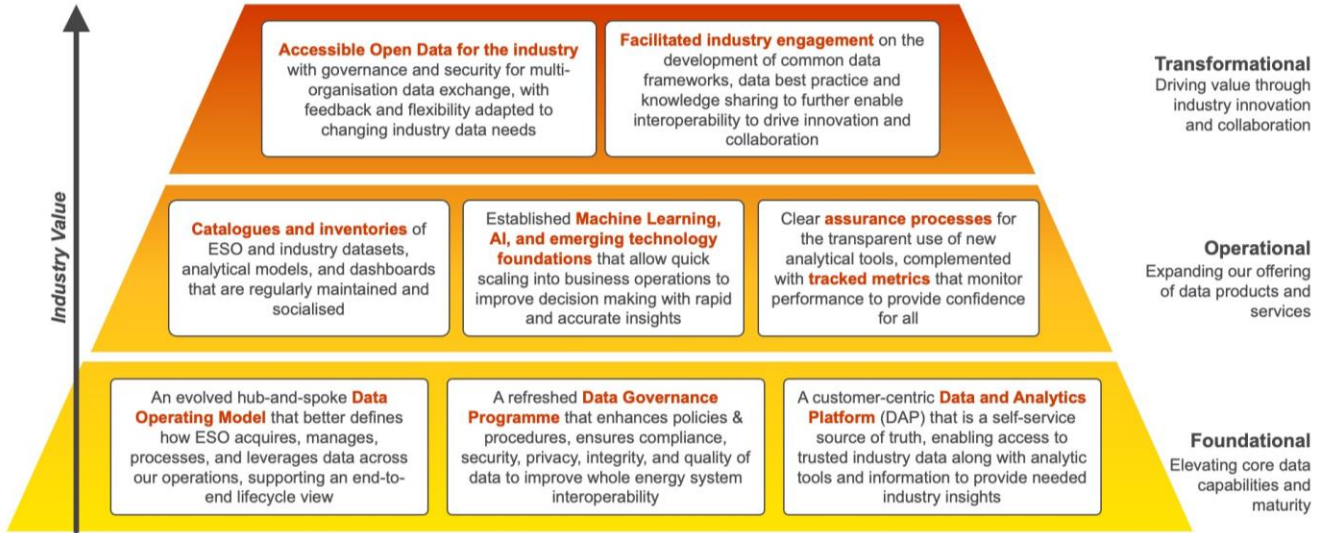 Industry Value
Accessible Open Data for the industry
with governance and security for multi-
organisation data exchange, with
feedback and flexibility adapted to
changing industry data needs
Facilitated industry engagement on the
development of common data
frameworks, data best practice and
knowledge sharing to further enable
interoperability to drive innovation and
collaboration
Transformational
Driving value through
industry innovation
and collaboration
Catalogues and inventories of
ESO and industry datasets,
analytical models, and dashboards
that are regularly maintained and
socialised
Established Machine Learning,
AI, and emerging technology
foundations that allow quick
scaling into business operations to
improve decision making with rapid
and accurate insights
Clear assurance processes for
the transparent use of new
analytical tools, complemented
with tracked metrics that monitor
performance to provide confidence
for all
Operational
Expanding our offering
of data products and
services
An evolved hub-and-spoke Data
Operating Model that better defines
how ESO acquires, manages,
processes, and leverages data across
our operations, supporting an end-to-
end lifecycle view
A refreshed Data Governance
Programme that enhances policies &
procedures, ensures compliance,
security, privacy, integrity, and quality of
data to improve whole energy system
interoperability
A customer-centric Data and Analytics
Platform (DAP) that is a self-service
source of truth, enabling access to
trusted industry data along with analytic
tools and information to provide needed
industry insights
Foundational
Elevating core data
capabilities and
maturity